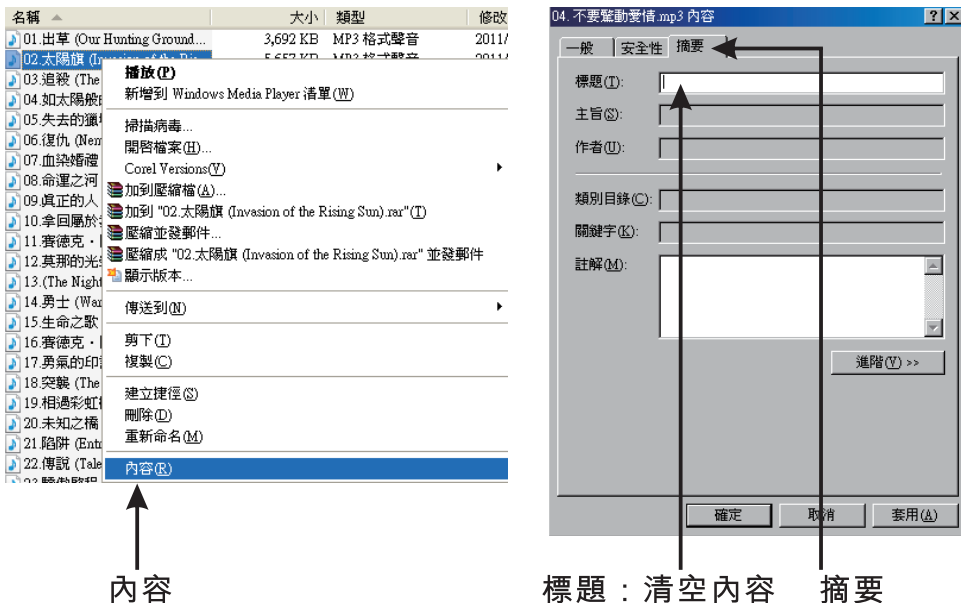 名稱 大小 類型 修改
01.出草 (Our Hunting Ground... 3,692 KB MP3 格式聲音 2011/
02.太陽旗
03.追殺 (The
04.如太陽般
05.失去的獵
06.復仇 (Nem
07.血染婚禮
08.命運之河
09.真正的人
10.拿回屬於
11.賽德克‧
12.莫那的光
13.(The Night
14.勇士 (War
15.生命之歌
16.賽德克‧
17.勇氣的印
18.突襲 (The
19.相遇彩虹
20.未知之橋
21.陷阱 (Entr
22.傳說 (Tale
播放(P)
新增到 Windows Media Player 清單(W)
掃描病毒...
開啓檔案(H)...
Corel Versions(V)
加到壓縮檔(A)...
加到 "02.太陽旗 (Invasion of the Rising Sun).rar"(T)
壓縮並發郵件...
壓縮成 "02.太陽旗 (Invasion of the Rising Sun).rar" 並發郵件
顯示版本...
傳送到(N)
剪下(T)
複製(C)
建立捷徑(S)
刪除(D)
重新命名(M)
內容(R)
內容
04. 不要驚動愛情.mp3 內容
一般 安全性 摘要
標題(T):
主旨(S):
作者(U):
類別目錄(C):
關鍵字(K):
註解(M):
進階(V) >>
確定 取消 套用(A)
標題：清空內容 摘要